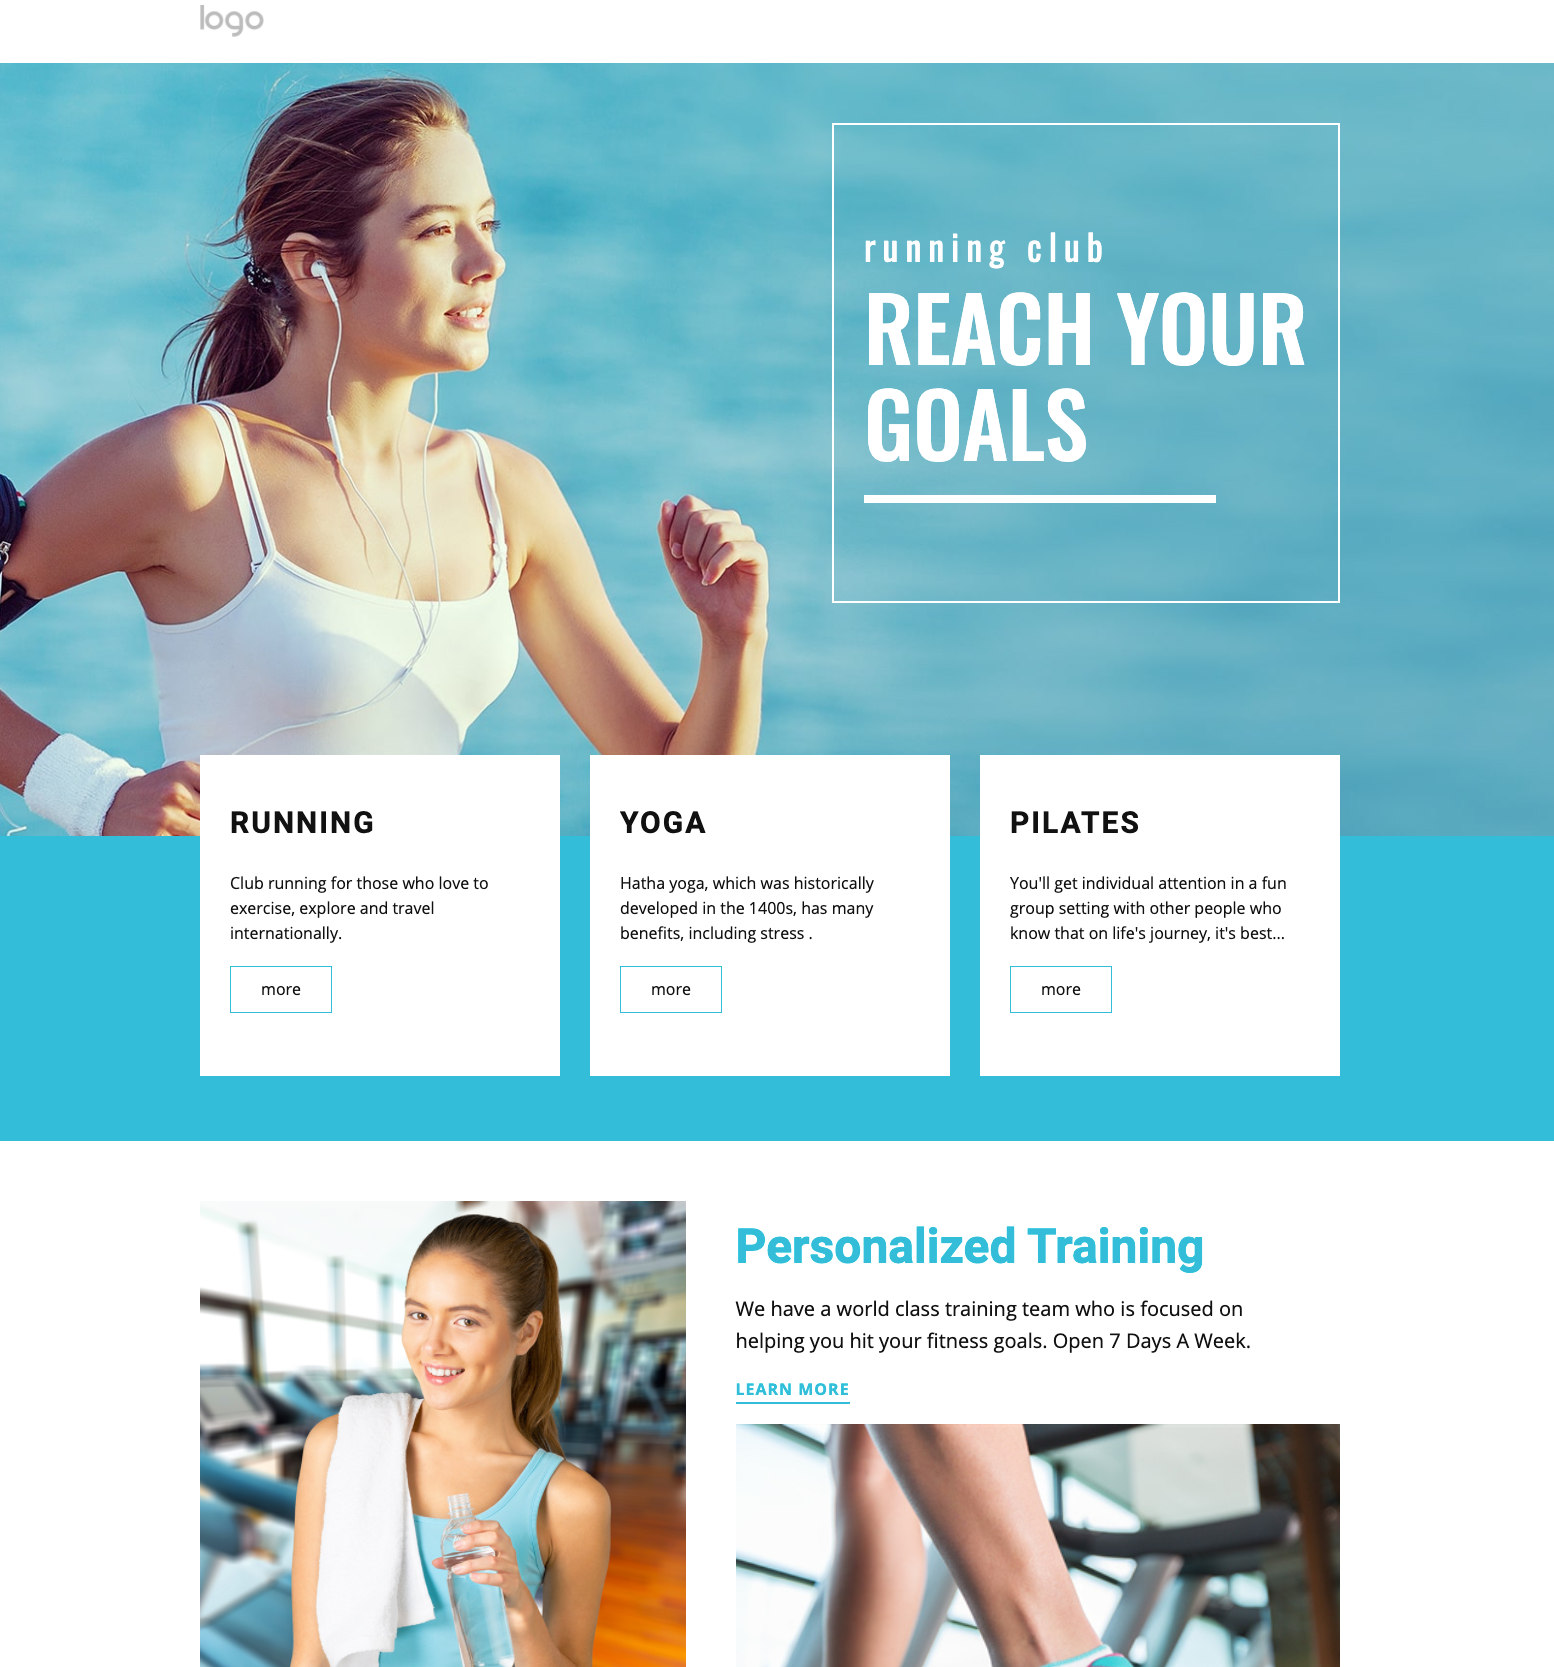 logo
running club
REACH YOUR
GOALS
RUNNING
Club running for those who love to
exercise, explore and travel
internationally.
more
YOGA
Hatha yoga, which was historically
developed in the 1400s, has many
benefits, including stress .
more
PILATES
You'll get individual attention in a fun
group setting with other people who
know that on life's journey, it's best...
more
Personalized Training
We have a world class training team who is focused on
helping you hit your fitness goals. Open 7 Days A Week.
LEARN MORE